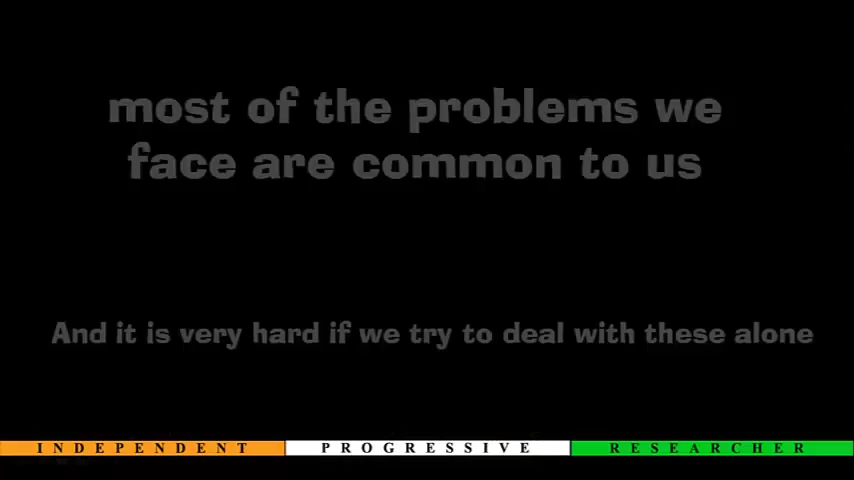 most of the problems we
face are common to us
And it is very hard if we try to deal with these alone
INDEPENDENT PROGRESSIVE RESEARCHER